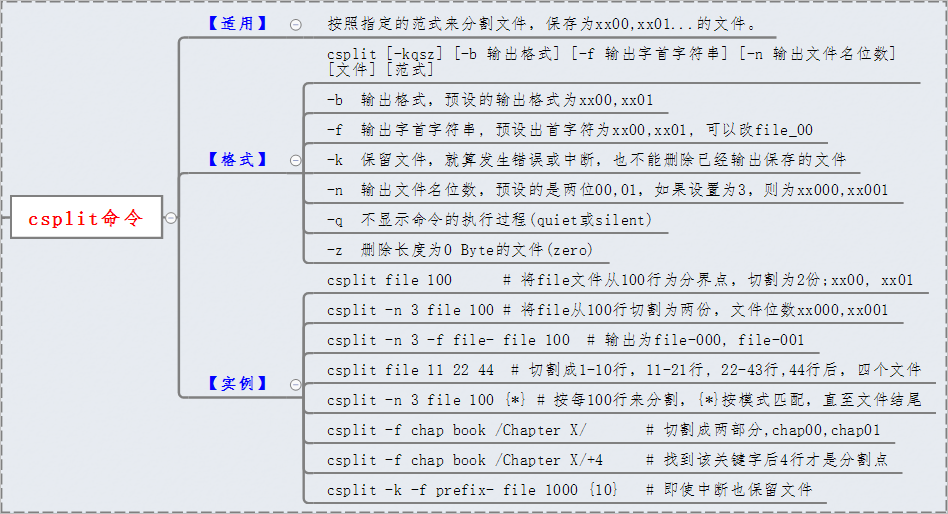 【适用】
按照指定的范式来分割文件，保存为xx00,xx01...的文件。
csplit命令
【格式】
csplit [-kqsz] [-b 输出格式] [-f 输出字首字符串] [-n 输出文件名位数]
[文件] [范式]
-b 输出格式，预设的输出格式为xx00,xx01
-f 输出字首字符串，预设出首字符为xx00,xx01，可以改file_00
-k 保留文件，就算发生错误或中断，也不能删除已经输出保存的文件
-n 输出文件名位数，预设的是两位00,01，如果设置为3，则为xx000,xx001
-q 不显示命令的执行过程(quiet或silent)
-z 删除长度为0 Byte的文件(zero)
【实例】
csplit file 100 # 将file文件从100行为分界点，切割为2份;xx00, xx01
csplit -n 3 file 100 # 将file从100行切割为两份，文件位数xx000,xx001
csplit -n 3 -f file- file 100 # 输出为file-000, file-001
csplit file 11 22 44 # 切割成1-10行，11-21行，22-43行,44行后，四个文件
csplit -n 3 file 100 {*} # 按每100行来分割，{*}按模式匹配，直至文件结尾
csplit -f chap book /Chapter X/ # 切割成两部分,chap00,chap01
csplit -f chap book /Chapter X/+4 # 找到该关键字后4行才是分割点
csplit -k -f prefix- file 1000 {10} # 即使中断也保留文件